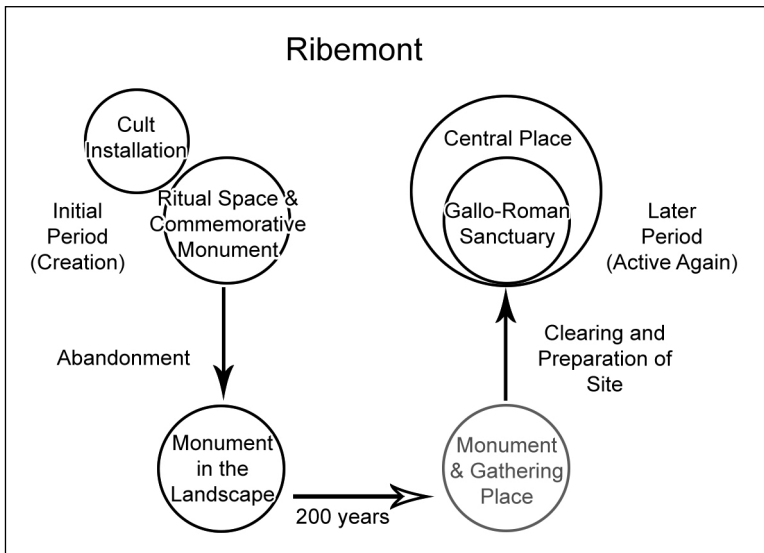 Ribemont
Cult
Installation
Ritual Space &
Commemorative
Monument
Initial
Period
(Creation)
Abandonment
Monument
in the
Landscape
200 years
Monument
& Gathering
Place
Clearing and
Preparation of
Site
Central Place
Gallo-Roman
Sanctuary
Later
Period
(Active Again)